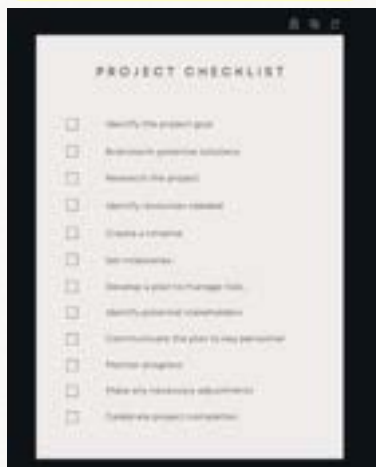 PROJECT CHECKLIST
Identify the project goal
Brainstorm potential solutions
Research the project
Identify resources needed
Create a timeline
Set milestones
Develop a plan to manage risk
Identify potential stakeholders
Communicate the plan to key personnel
Monitor progress
Make any necessary adjustments
Celebrate project completion